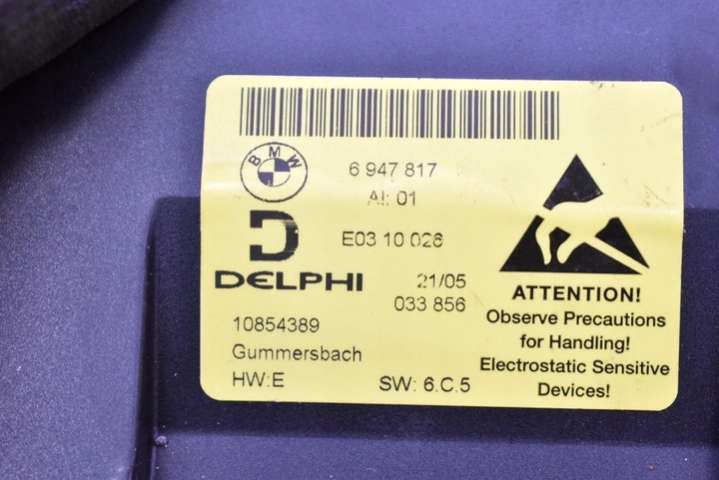 BMW
6 947 817
AI: 01
E03 10 028
DELPHI
21/05
033 856
10854389
Gummersbach
HW:E
SW: 6.C.5
ATTENTION!
Observe Precautions
for Handling!
Electrostatic Sensitive
Devices!